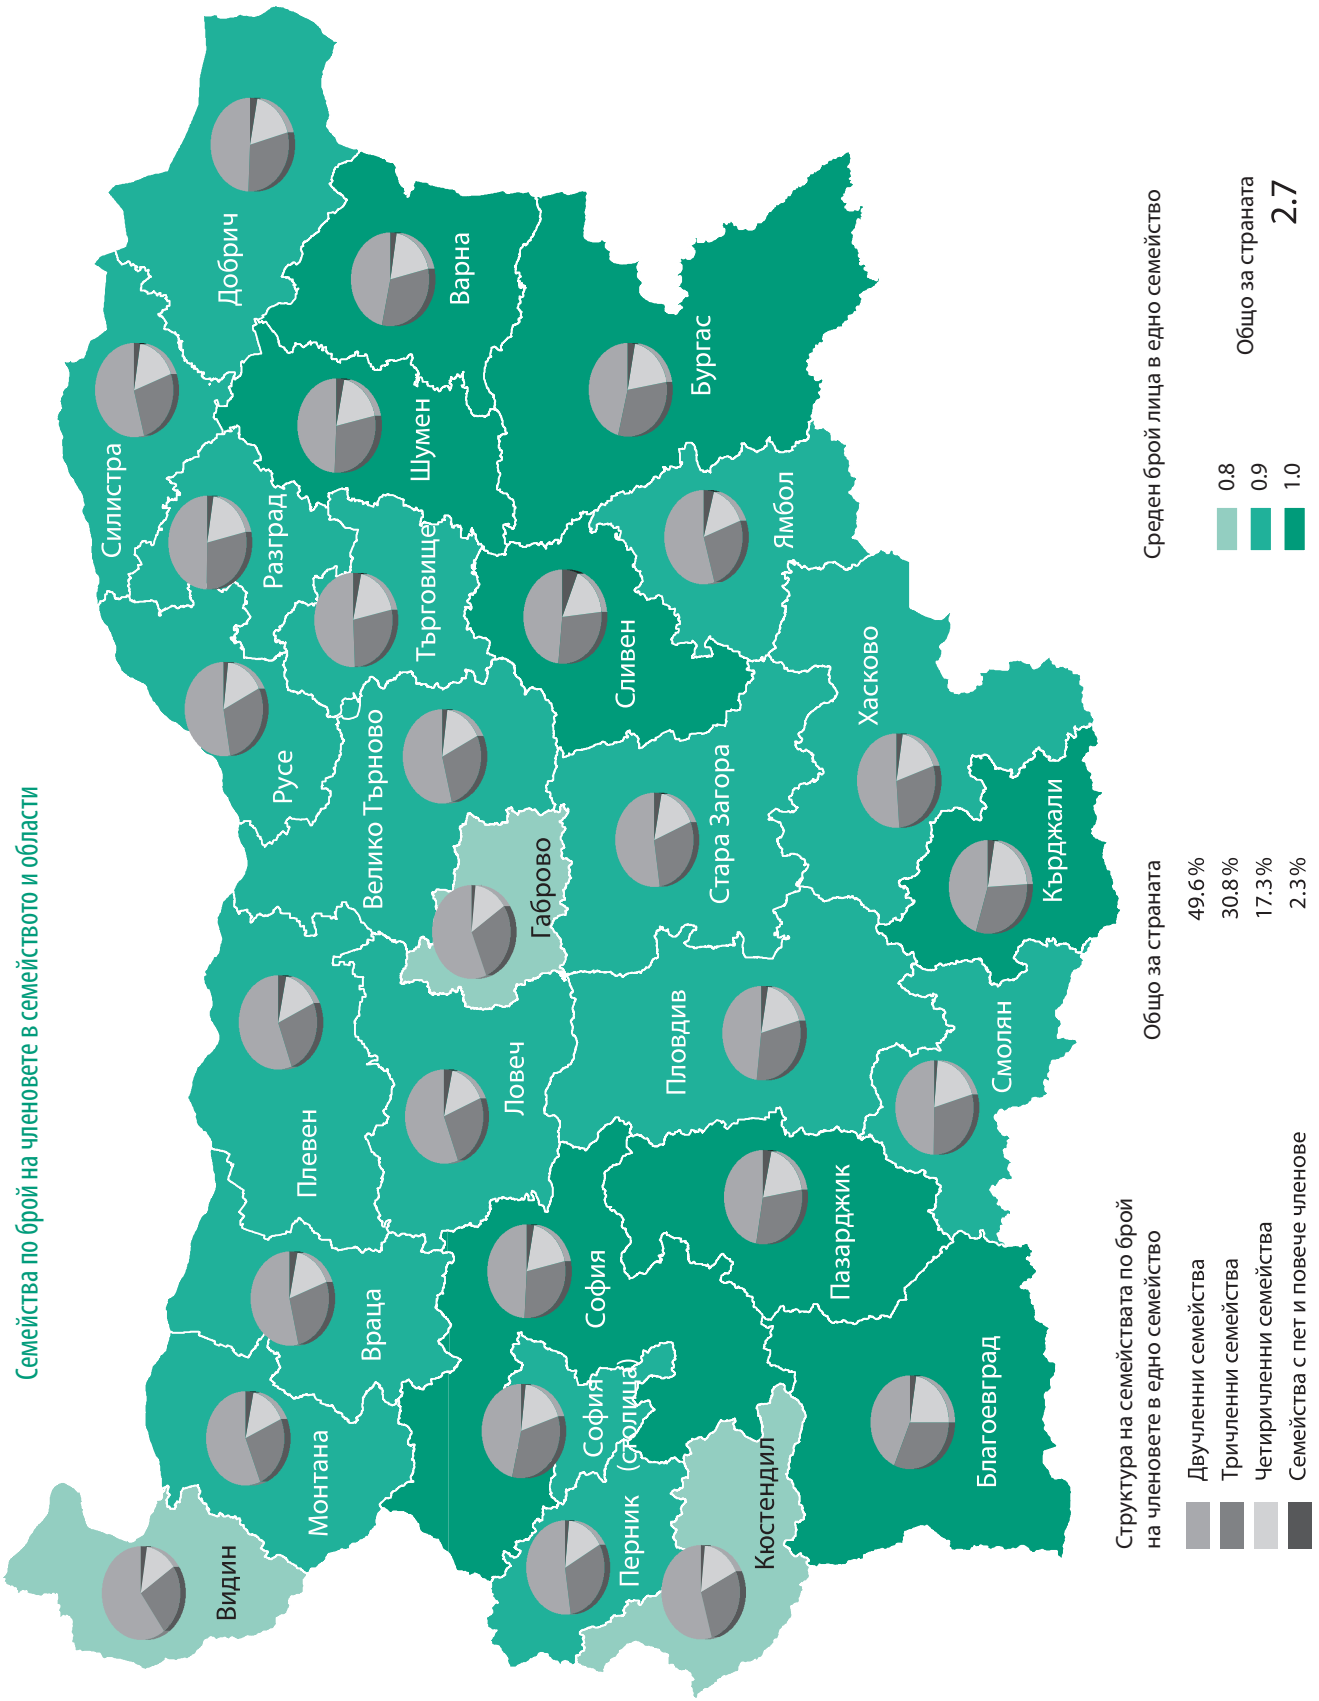 Семейства по брой на членовете в семейството и области
Видин
Монтана
Враца
Плевен
Русе
Силистра
Добрич
Разград
Търговище
Шумен
Варна
Велико Търново
Габрово
Ловеч
София
София
(столица)
Перник
Кюстендил
Благоевград
Пазарджик
Пловдив
Смолян
Стара Загора
Сливен
Ямбол
Бургас
Хасково
Кърджали
Структура на семействата по брой
на членовете в едно семейство
Общо за страната
Двучленни семейства 49.6%
Тричленни семейства 30.8%
Четиричленни семейства 17.3%
Семейства с пет и повече членове 2.3%
Среден брой лица в едно семейство
0.8
0.9
1.0
Общо за страната
2.7